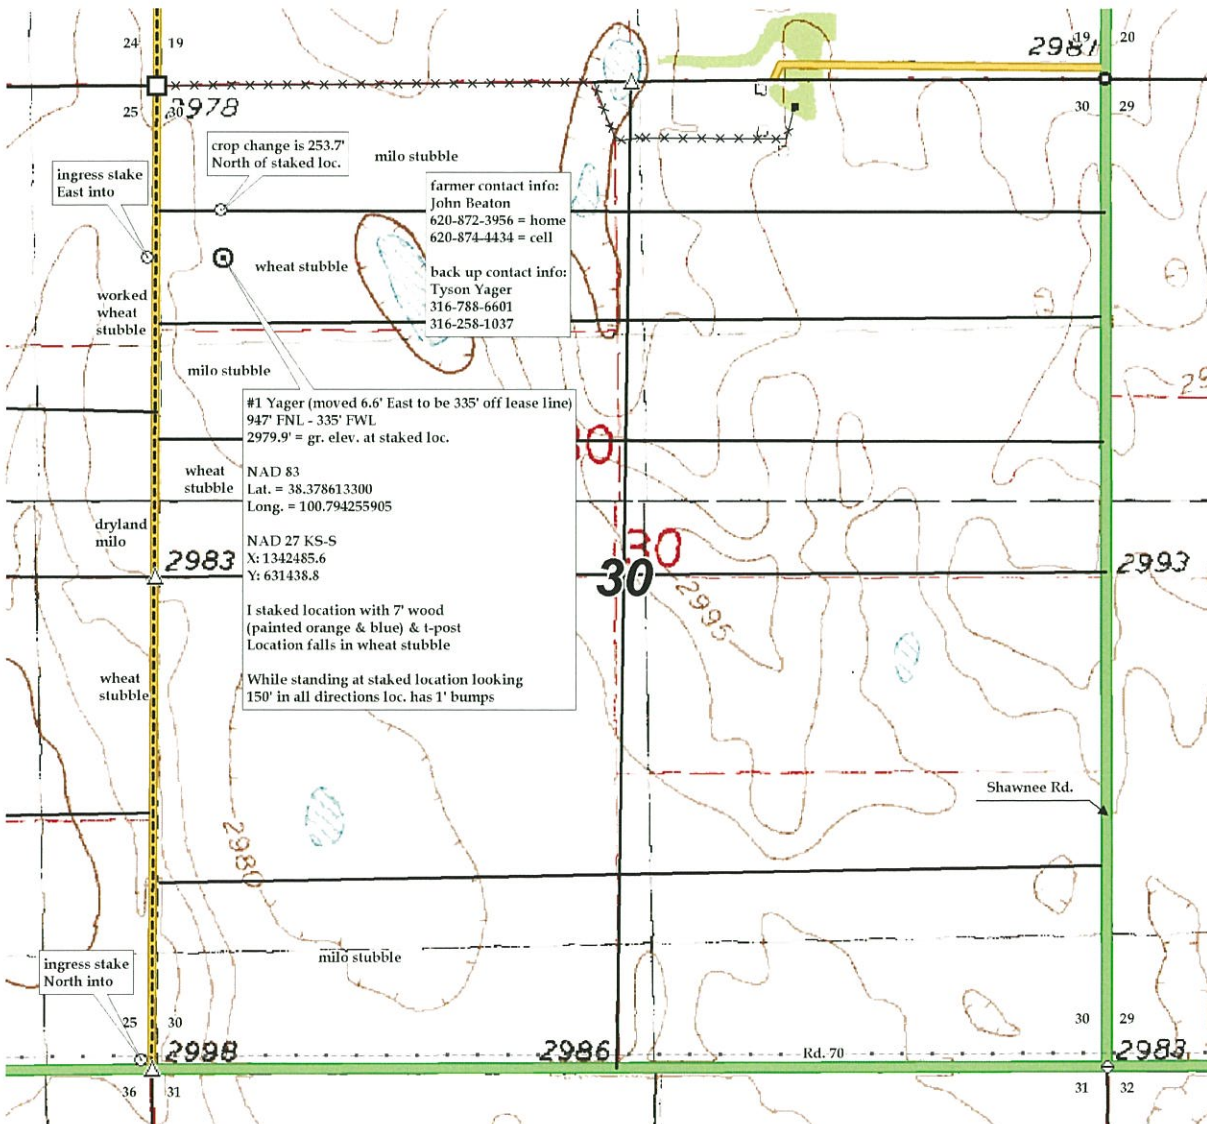 24
19
19
20
2981
25
30
2978
30
29
crop change is 253.7'
North of staked loc.
milo stubble
ingress stake
East into
farmer contact info:
John Beaton
620-872-3956 = home
620-874-4434 = cell
back up contact info:
Tyson Yager
316-788-6601
316-258-1037
wheat stubble
worked
wheat
stubble
milo stubble
#1 Yager (moved 6.6' East to be 335' off lease line)
947' FNL - 335' FWL
2979.9' = gr. elev. at staked loc.
NAD 83
Lat. = 38.378613300
Long. = 100.794255905
NAD 27 KS-S
X: 1342485.6
Y: 631438.8
I staked location with 7' wood
(painted orange & blue) & t-post
Location falls in wheat stubble
While standing at staked location looking
150' in all directions loc. has 1' bumps
wheat
stubble
dryland
milo
2983
30
30
2993
2995
wheat
stubble
Shawnee Rd.
2980
milo stubble
ingress stake
North into
25
30
30
29
2998
2986
Rd. 70
2983
36
31
31
32